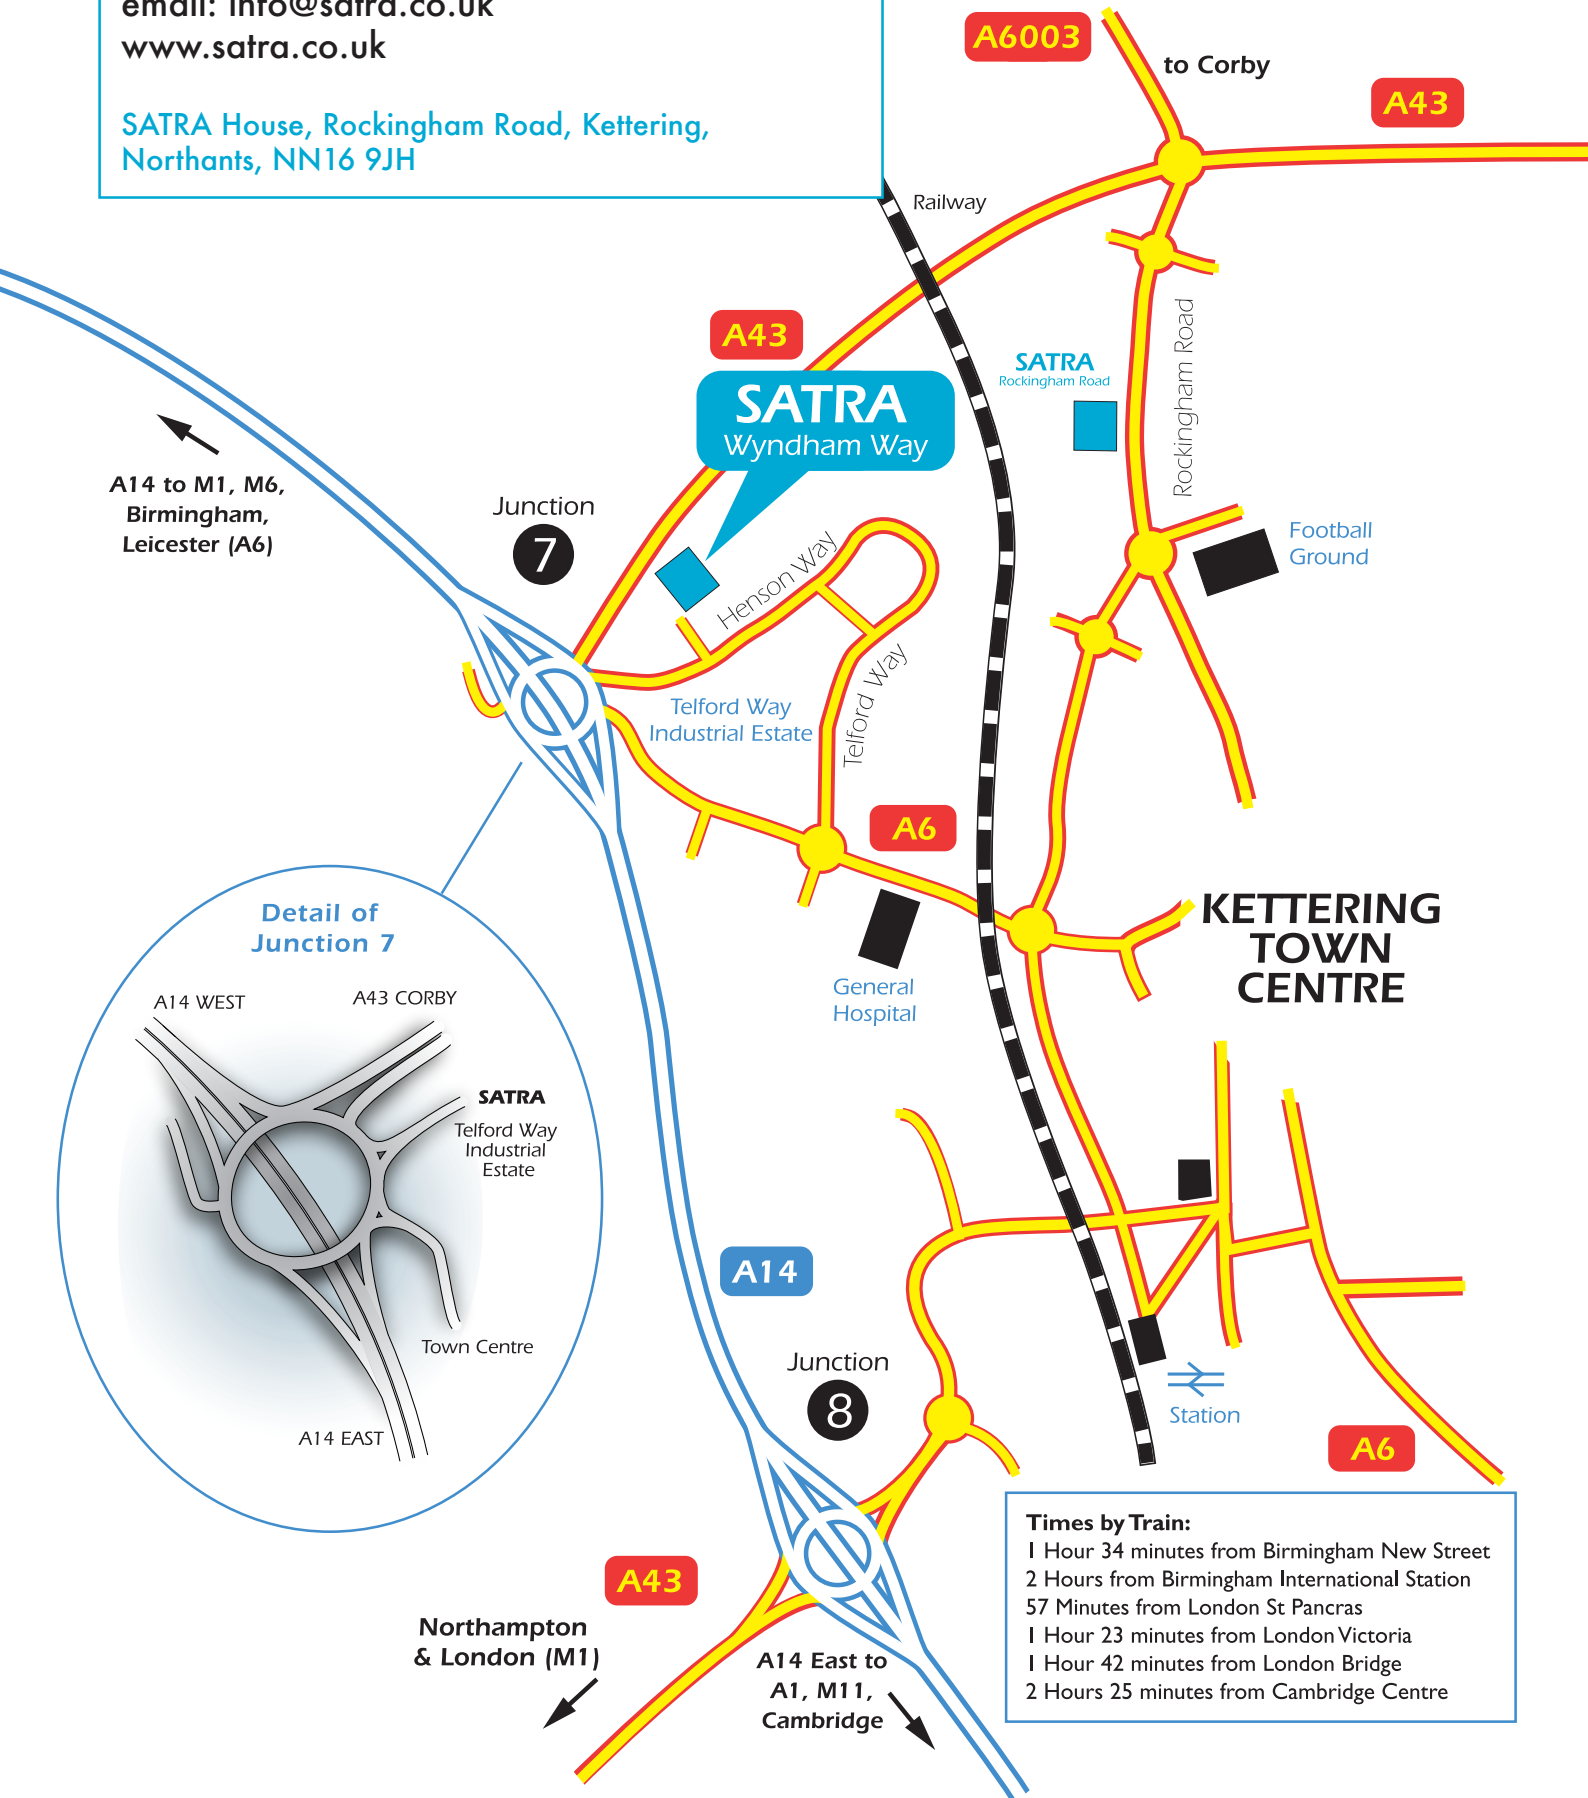 email: info@satra.co.uk
www.satra.co.uk
SATRA House, Rockingham Road, Kettering,
Northants, NN16 9JH
A6003
to Corby
A43
Railway
A43
SATRA
Wyndham Way
SATRA
Rockingham Road
Rockingham Road
A14 to M1, M6,
Birmingham,
Leicester (A6)
Junction
7
Henson Way
Football
Ground
Telford Way
Telford Way
Industrial Estate
A6
KETTERING
TOWN
CENTRE
General
Hospital
Detail of
Junction 7
A14 WEST
A43 CORBY
SATRA
Telford Way
Industrial
Estate
Town Centre
A14 EAST
A14
Junction
8
Station
A6
A43
Northampton
& London (M1)
A14 East to
A1, M11,
Cambridge
Times by Train:
1 Hour 34 minutes from Birmingham New Street
2 Hours from Birmingham International Station
57 Minutes from London St Pancras
1 Hour 23 minutes from London Victoria
1 Hour 42 minutes from London Bridge
2 Hours 25 minutes from Cambridge Centre